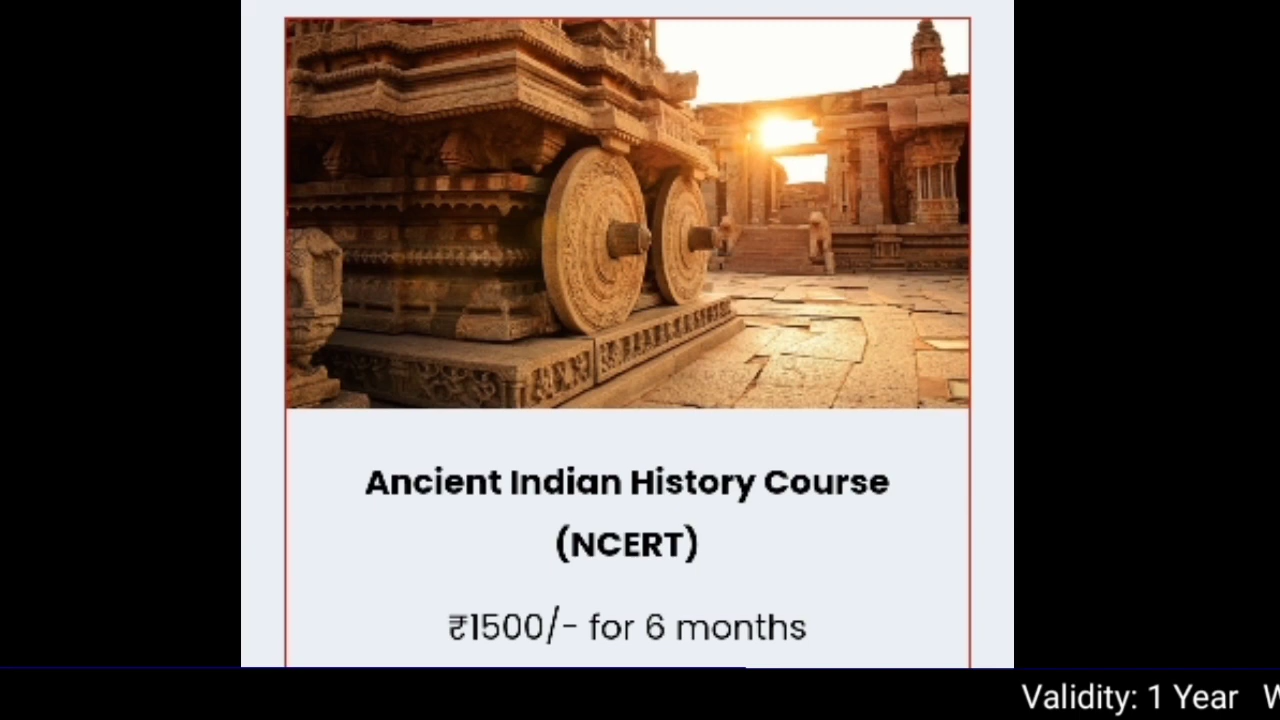 Ancient Indian History Course
(NCERT)
₹1500/- for 6 months
Validity: 1 Year